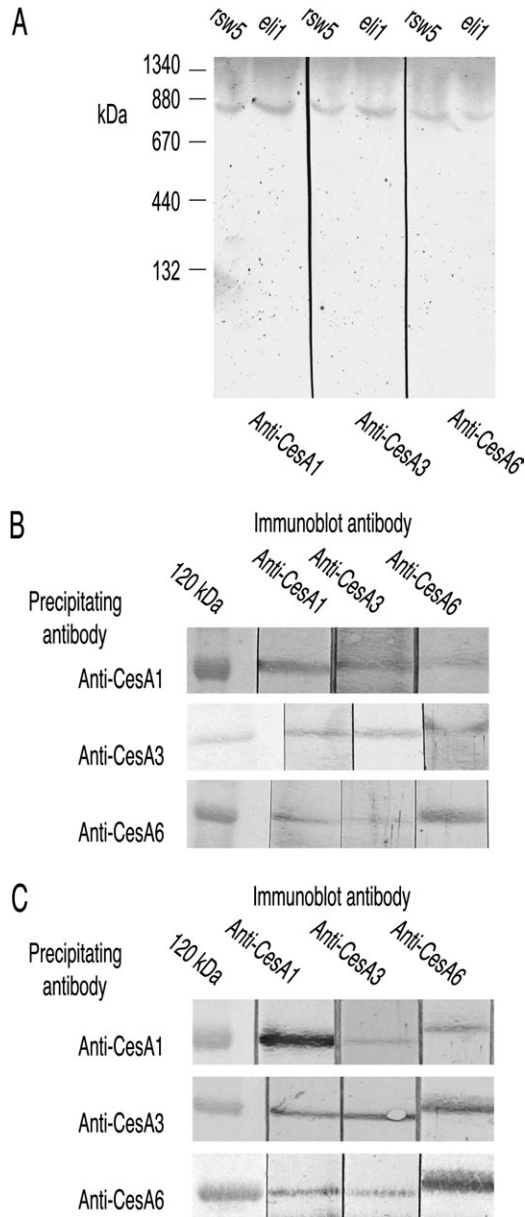 A
rsw5 eli1 rsw5 eli1 rsw5 eli1
kDa
1340
880
670
440
132
Anti-CesA1 Anti-CesA3 Anti-CesA6
B
Immunoblot antibody
Precipitating
antibody
120 kDa Anti-CesA1 Anti-CesA3 Anti-CesA6
Anti-CesA1
Anti-CesA3
Anti-CesA6
C
Immunoblot antibody
Precipitating
antibody
120 kDa Anti-CesA1 Anti-CesA3 Anti-CesA6
Anti-CesA1
Anti-CesA3
Anti-CesA6